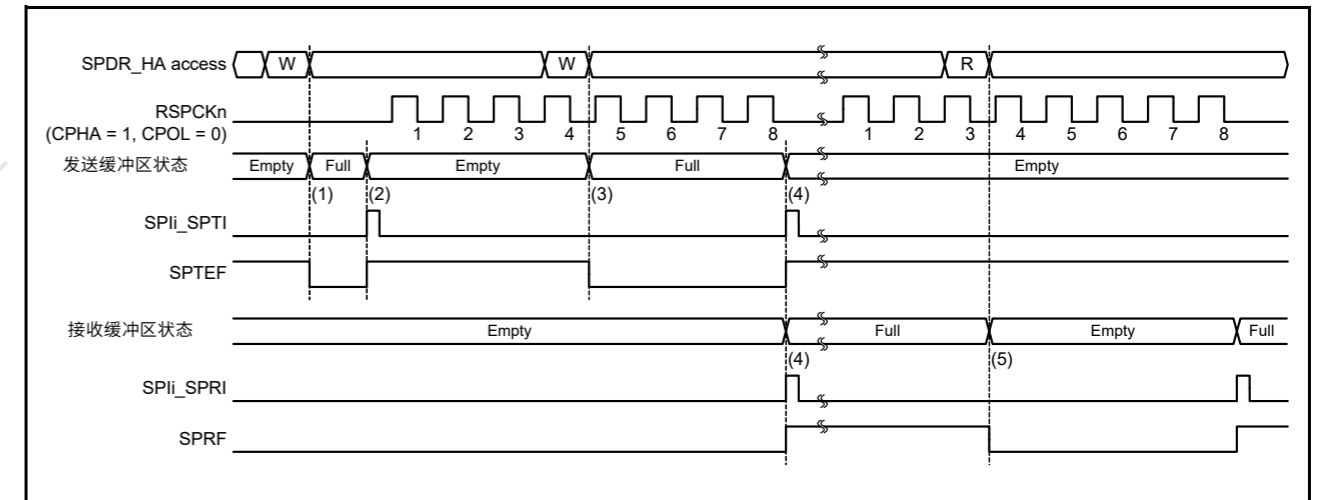 SPDR_HA access W W R
RSPCKn
(CPHA = 1, CPOL = 0)
1 2 3 4 5 6 7 8 1 2 3 4 5 6 7 8
发送缓冲区状态 Empty Full Empty Full Empty
(1) (2) (3) (4)
SPIi_SPTI
SPTEF
接收缓冲区状态 Empty Full Empty Full
(4) (5)
SPIi_SPRI
SPRF